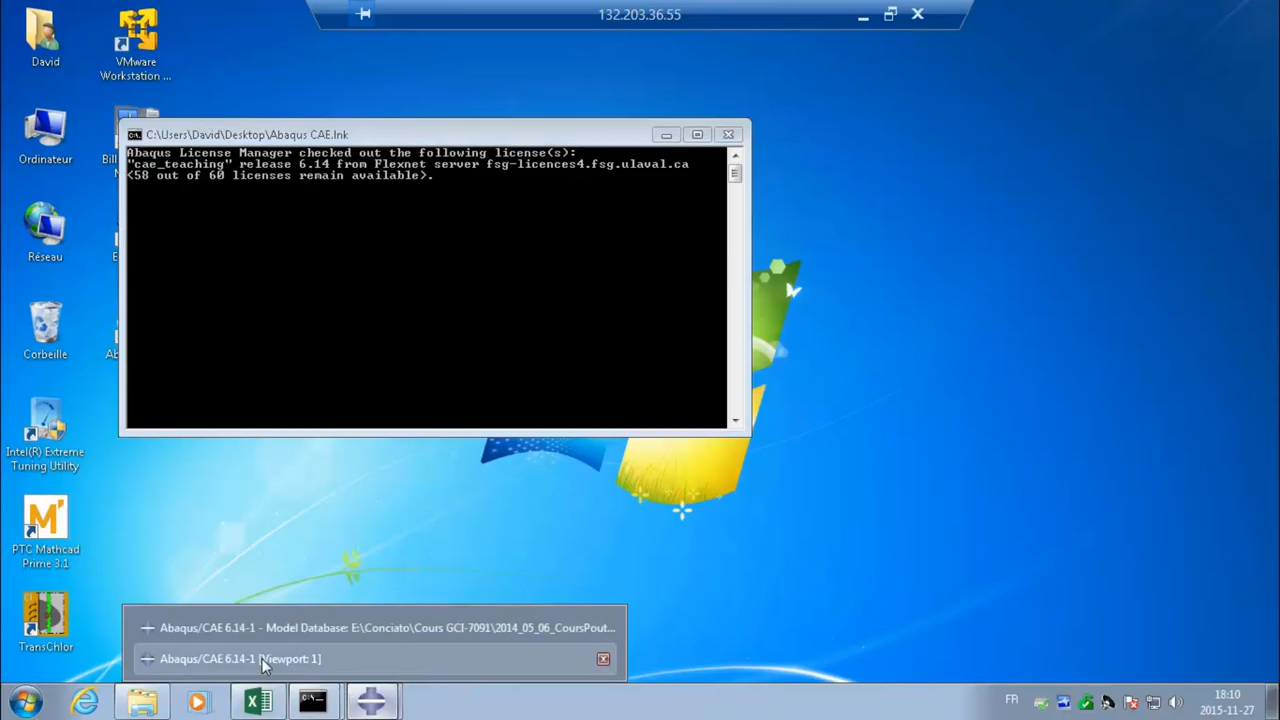 132.203.36.55
David
VMware
Workstation ...
Ordinateur
Bill
Réseau
E
Corbeille
Ab
Intel(R) Extreme
Tuning Utility
PTC Mathcad
Prime 3.1
TransChlor
C:\Users\David\Desktop\Abaqus CAE.lnk
Abaqus License Manager checked out the following license(s):
"cae_teaching" release 6.14 from Flexnet server fsg-licences4.fsg.ulaval.ca
<58 out of 60 licenses remain available>.
Abaqus/CAE 6.14-1 - Model Database: E:\Conciato\Cours GCI-7091\2014_05_06_CoursPout...
Abaqus/CAE 6.14-1 [Viewport: 1]
FR
18:10
2015-11-27